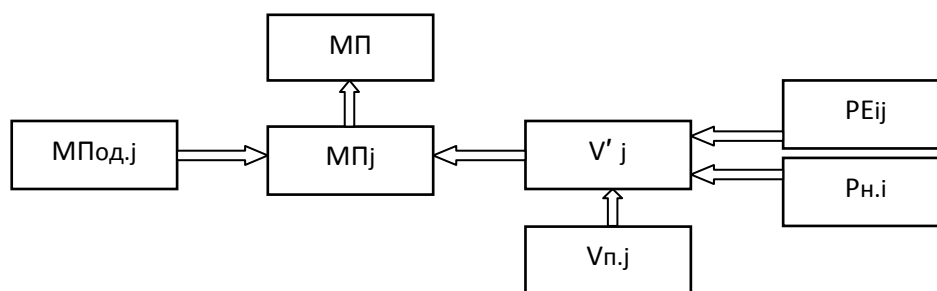 МП
РЕij
МПод.j
МПj
V′ j
Рн.i
Vп.j